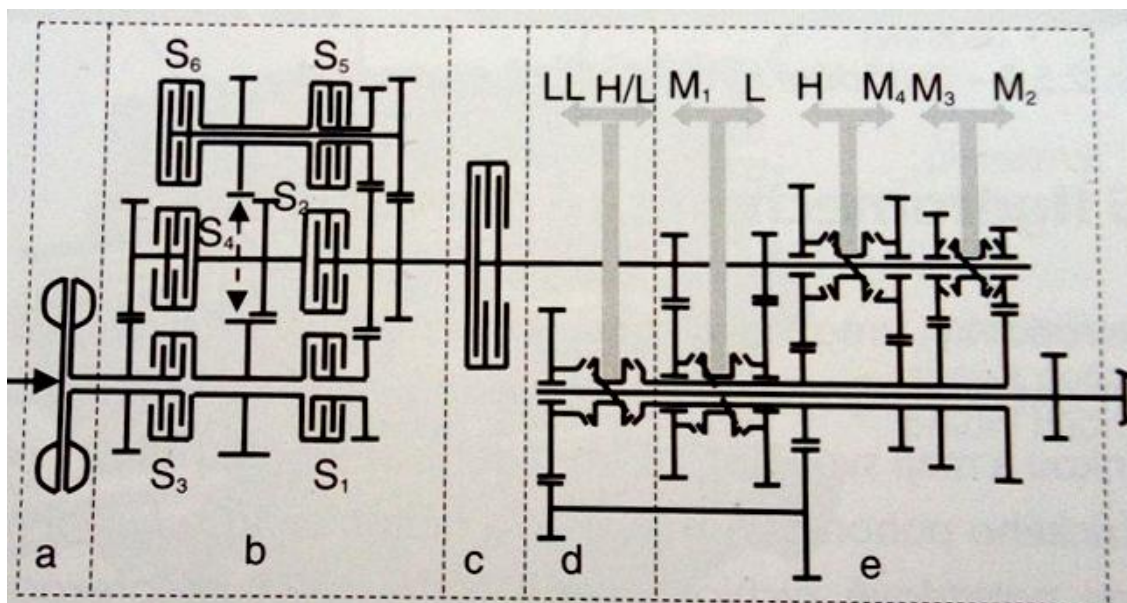 S₆ S₅
LL H/L M₁ L H M₄ M₃ M₂
S₂
S₄
S₃ S₁
a b c d e